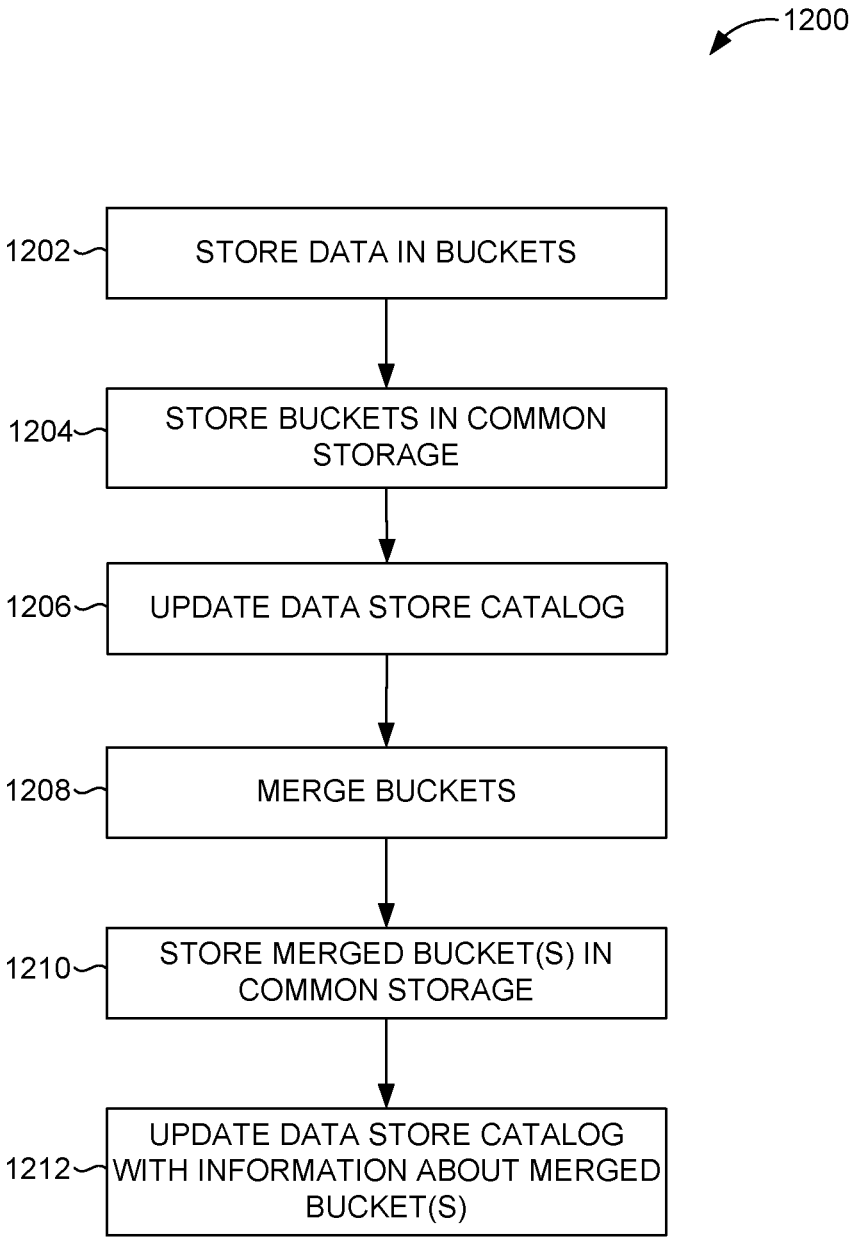 1200
1202
STORE DATA IN BUCKETS
1204
STORE BUCKETS IN COMMON
STORAGE
1206
UPDATE DATA STORE CATALOG
1208
MERGE BUCKETS
1210
STORE MERGED BUCKET(S) IN
COMMON STORAGE
1212
UPDATE DATA STORE CATALOG
WITH INFORMATION ABOUT MERGED
BUCKET(S)